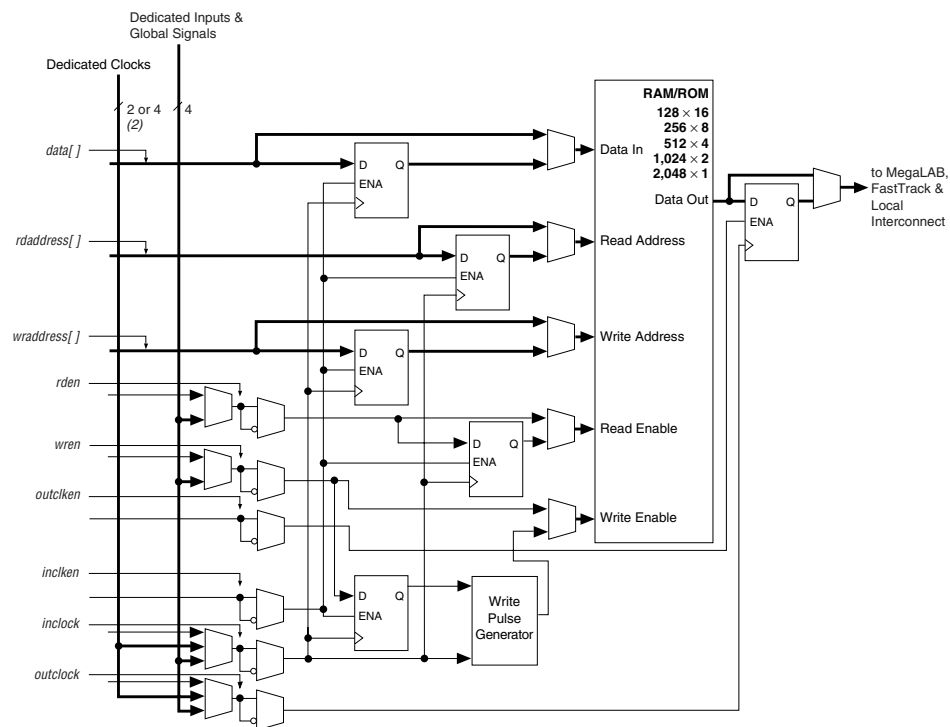 Dedicated Inputs &
Global Signals
Dedicated Clocks
2 or 4
(2)
4
RAM/ROM
128 × 16
256 × 8
512 × 4
1,024 × 2
2,048 × 1
data[ ]
D
Q
ENA
Data In
Data Out
D
Q
ENA
to MegaLAB,
FastTrack &
Local
Interconnect
rdaddress[ ]
D
Q
ENA
Read Address
wraddress[ ]
D
Q
ENA
Write Address
rden
Read Enable
D
Q
ENA
wren
outclken
Write Enable
inclken
D
Q
ENA
Write
Pulse
Generator
inclock
outclock